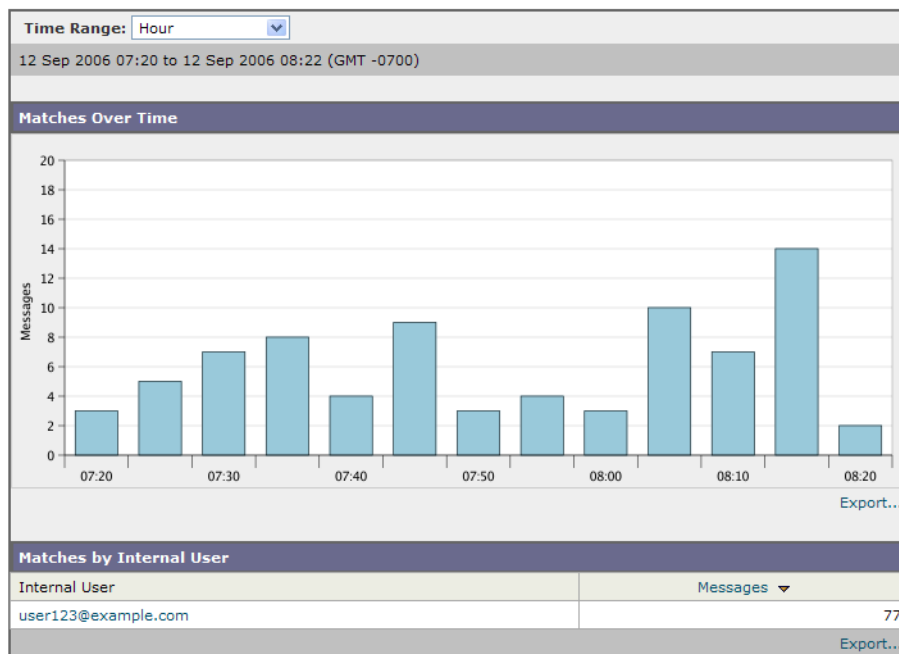 Time Range: Hour
12 Sep 2006 07:20 to 12 Sep 2006 08:22 (GMT -0700)
Matches Over Time
20
18
16
14
12
10
8
6
4
2
0
Messages
07:20 07:30 07:40 07:50 08:00 08:10 08:20
Export...
Matches by Internal User
Internal User Messages
user123@example.com 77
Export...